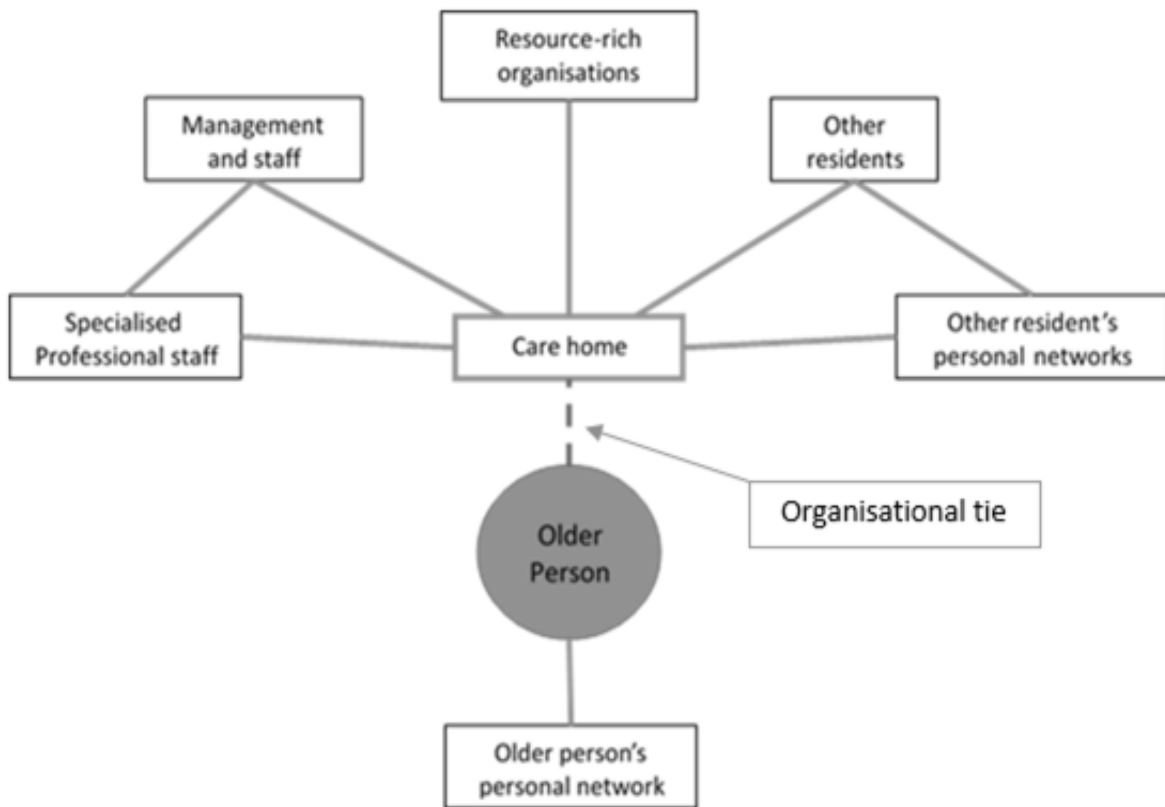 Resource-rich
organisations
Management
and staff
Other
residents
Specialised
Professional staff
Care home
Other resident's
personal networks
Organisational tie
Older
Person
Older person's
personal network